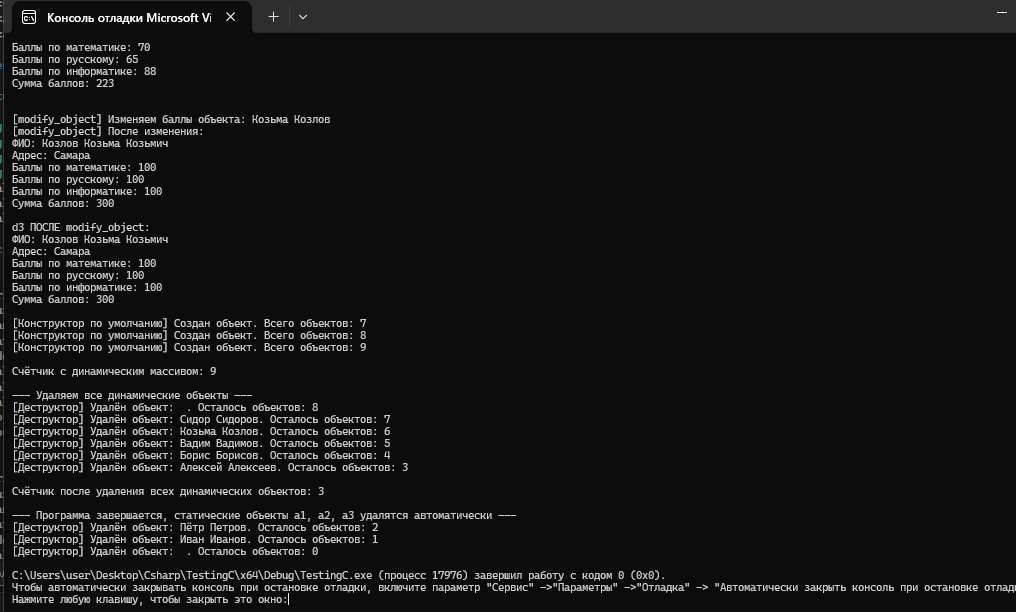 Консоль отладки Microsoft Vi
Баллы по математике: 70
Баллы по русскому: 65
Баллы по информатике: 88
Сумма баллов: 223
[modify_object] Изменяем баллы объекта: Козьма Козлов
[modify_object] После изменения:
ФИО: Козлов Козьма Козьмич
Адрес: Самара
Баллы по математике: 100
Баллы по русскому: 100
Баллы по информатике: 100
Сумма баллов: 300
d3 ПОСЛЕ modify_object:
ФИО: Козлов Козьма Козьмич
Адрес: Самара
Баллы по математике: 100
Баллы по русскому: 100
Баллы по информатике: 100
Сумма баллов: 300
[Конструктор по умолчанию] Создан объект. Всего объектов: 7
[Конструктор по умолчанию] Создан объект. Всего объектов: 8
[Конструктор по умолчанию] Создан объект. Всего объектов: 9
Счётчик с динамическим массивом: 9
--- Удаляем все динамические объекты ---
[Деструктор] Удалён объект:  . Осталось объектов: 8
[Деструктор] Удалён объект: Сидор Сидоров. Осталось объектов: 7
[Деструктор] Удалён объект: Козьма Козлов. Осталось объектов: 6
[Деструктор] Удалён объект: Вадим Вадимов. Осталось объектов: 5
[Деструктор] Удалён объект: Борис Борисов. Осталось объектов: 4
[Деструктор] Удалён объект: Алексей Алексеев. Осталось объектов: 3
Счётчик после удаления всех динамических объектов: 3
--- Программа завершается, статические объекты a1, a2, a3 удалятся автоматически ---
[Деструктор] Удалён объект: Пётр Петров. Осталось объектов: 2
[Деструктор] Удалён объект: Иван Иванов. Осталось объектов: 1
[Деструктор] Удалён объект:  . Осталось объектов: 0
C:\Users\user\Desktop\Csharp\TestingC\x64\Debug\TestingC.exe (процесс 17976) завершил работу с кодом 0 (0x0).
Чтобы автоматически закрывать консоль при остановке отладки, включите параметр "Сервис" ->"Параметры" ->"Отладка" -> "Автоматически закрыть консоль при остановке отлад
Нажмите любую клавишу, чтобы закрыть это окно: